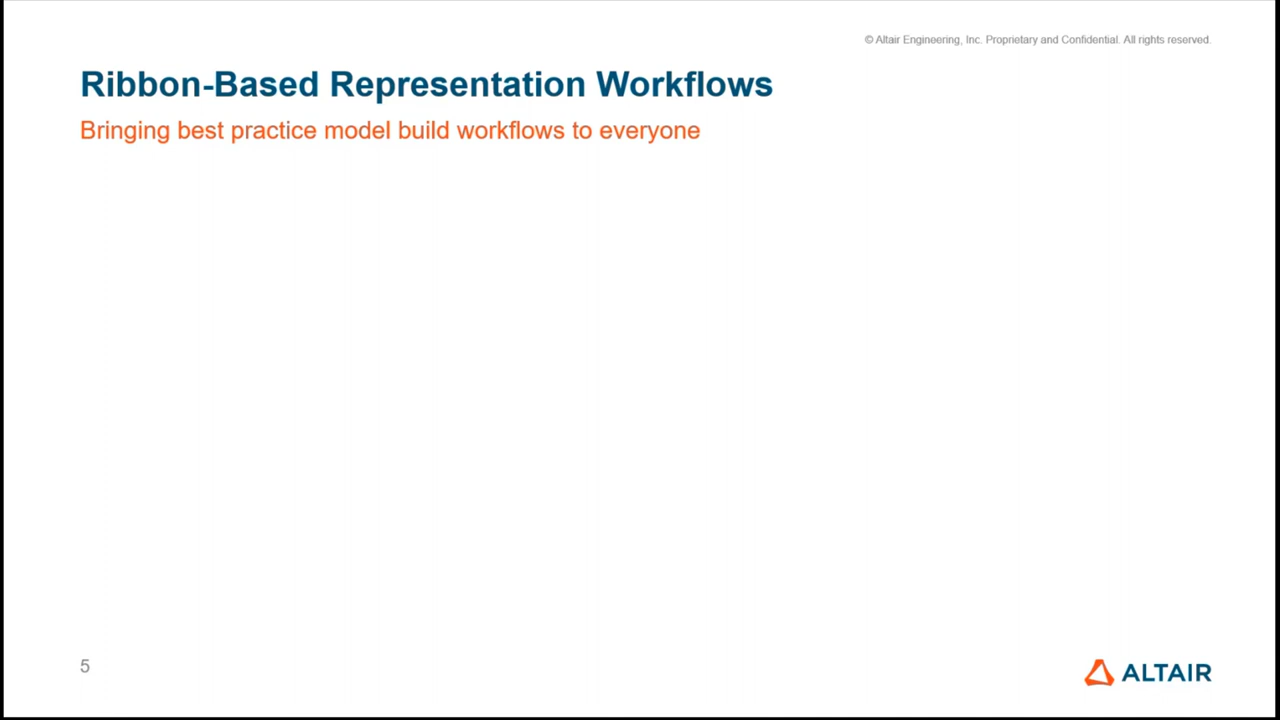 © Altair Engineering, Inc. Proprietary and Confidential. All rights reserved.
Ribbon-Based Representation Workflows
Bringing best practice model build workflows to everyone
5
ALTAIR